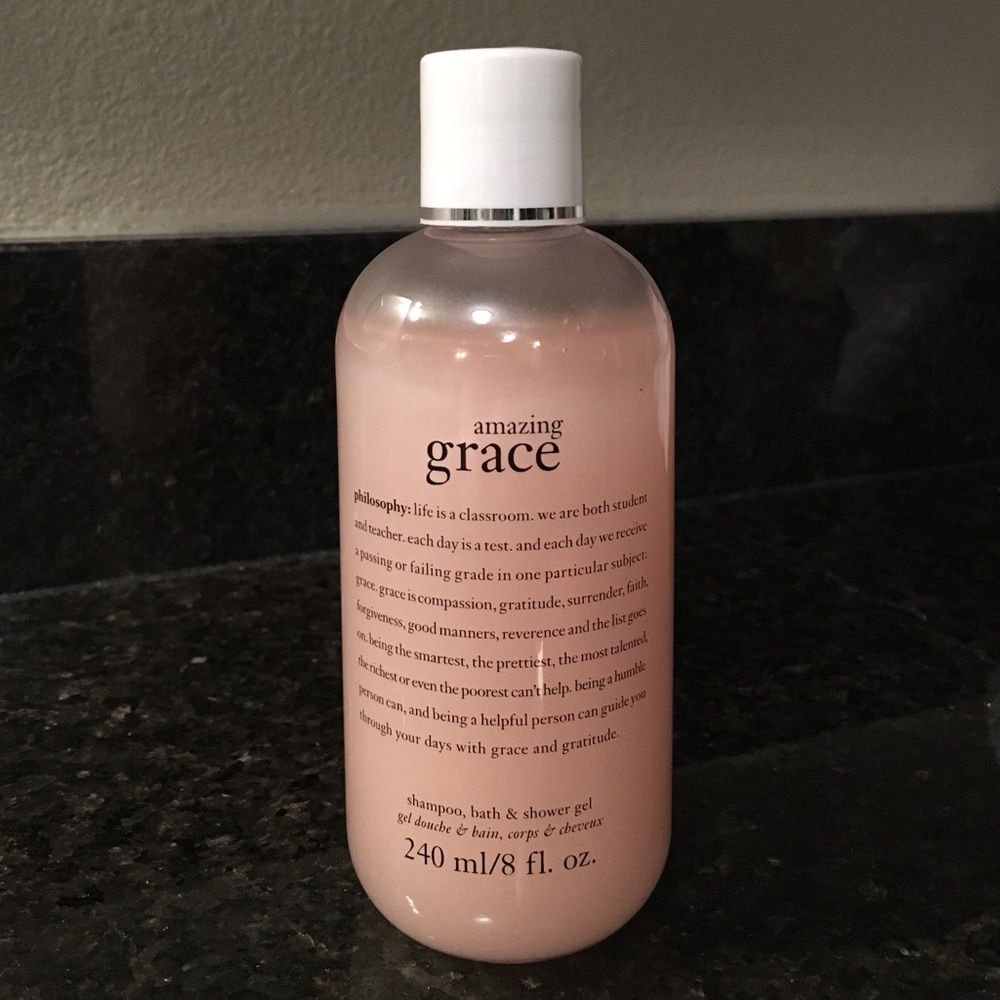 amazing
grace
philosophy: life is a classroom. we are both student
and teacher. each day is a test. and each day we receive
a passing or failing grade in one particular subject:
grace. grace is compassion, gratitude, surrender, faith,
forgiveness, good manners, reverence and the list goes
on. being the smartest, the prettiest, the most talented,
the richest or even the poorest can't help. being a humble
person can, and being a helpful person can guide you
through your days with grace and gratitude.
shampoo, bath & shower gel
gel douche & bain, corps & cheveux
240 ml/8 fl. oz.